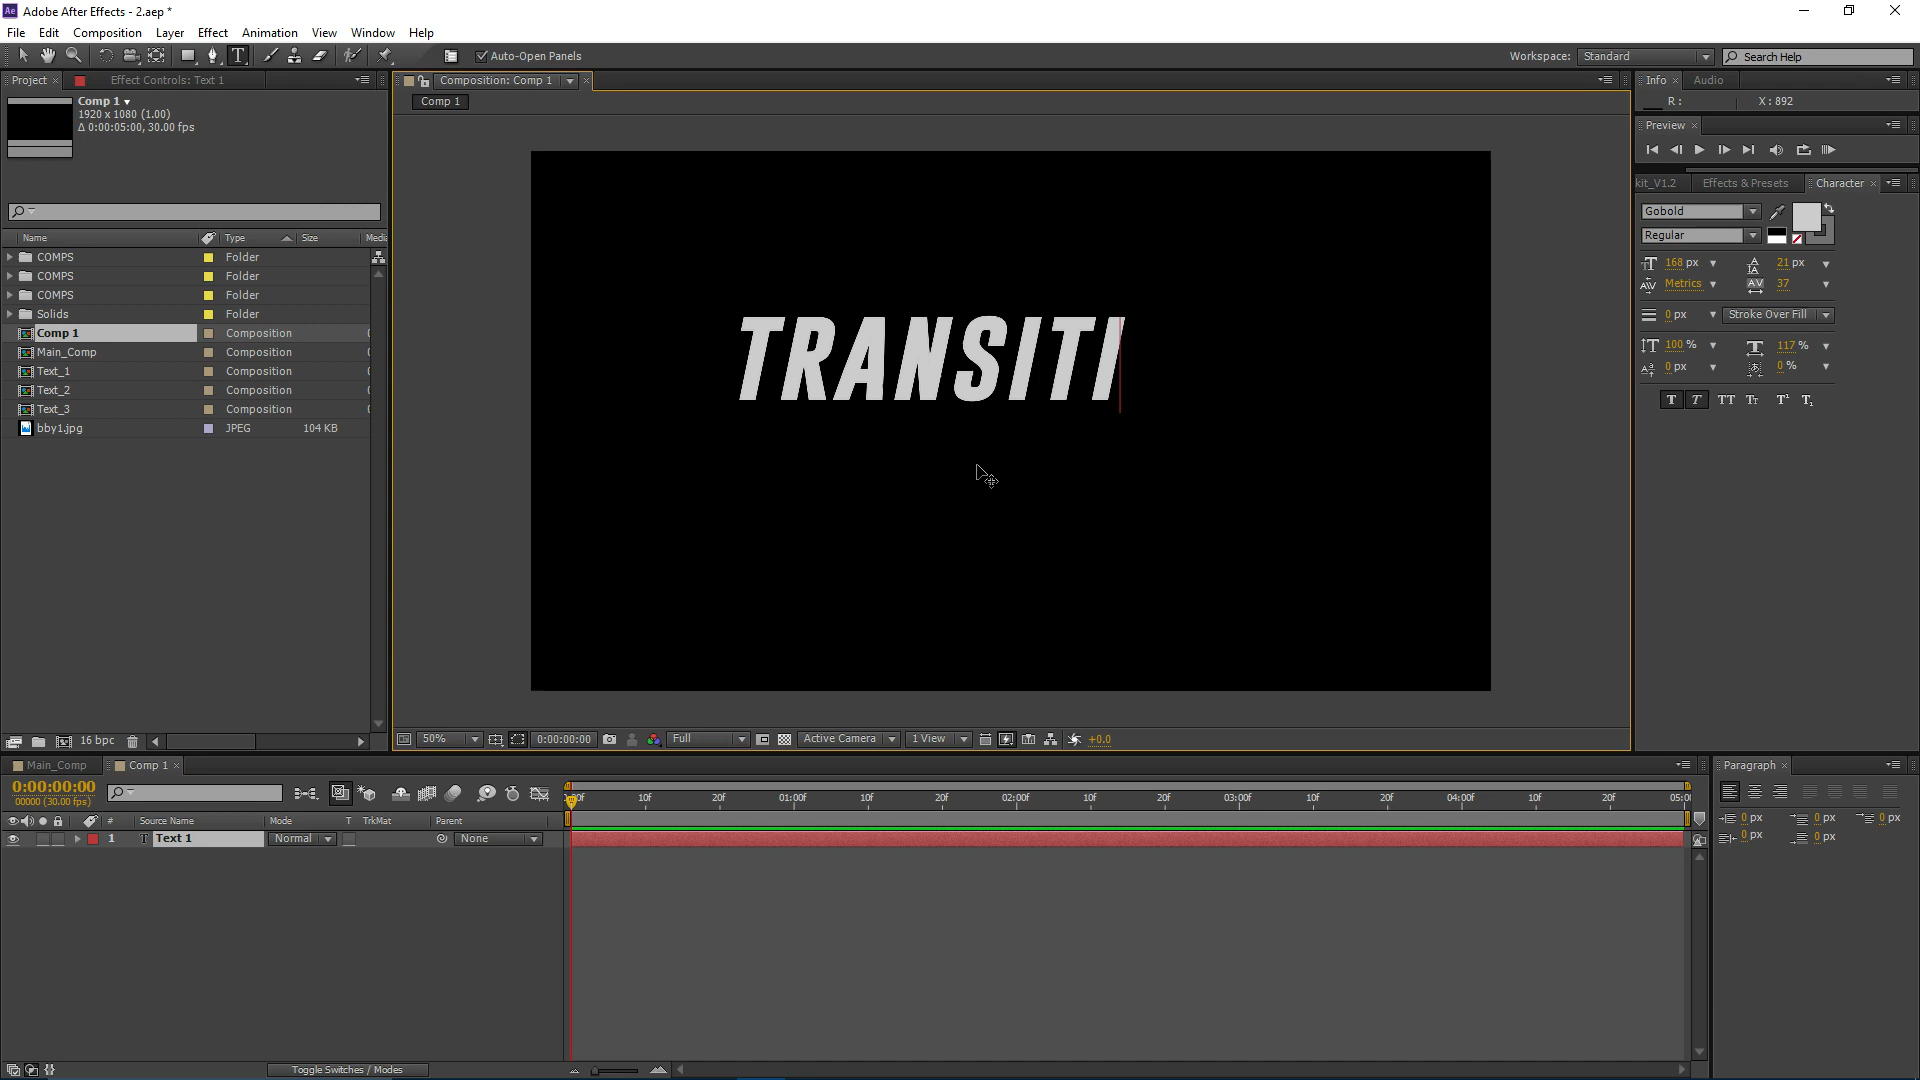 Ae Adobe After Effects - 2.aep *
File Edit Composition Layer Effect Animation View Window Help
T Auto-Open Panels Workspace: Standard Search Help
Project × Effect Controls: Text 1 Composition: Comp 1 × Info × Audio
Comp 1 ▾
1920 x 1080 (1.00)
Δ 0:00:05:00, 30.00 fps
Comp 1
R: X: 892
Preview ×
kit_V1.2 Effects & Presets Character ×
Gobold
Regular
168 px 21 px
Metrics 37
0 px Stroke Over Fill
100 % 117 %
0 px 0 %
T T TT Tt T¹ T₁
Name Type Size Media
COMPS Folder
COMPS Folder
COMPS Folder
Solids Folder
Comp 1 Composition
Main_Comp Composition
Text_1 Composition
Text_2 Composition
Text_3 Composition
bby1.jpg JPEG 104 KB
TRANSITI
16 bpc
50% 0:00:00:00 Full Active Camera 1 View +0.0
Main_Comp Comp 1 × Paragraph ×
0:00:00:00
00000 (30.00 fps)
10f 20f 01:00f 10f 20f 02:00f 10f 20f 03:00f 10f 20f 04:00f 10f 20f 05:0
# Source Name Mode T TrkMat Parent
1 T Text 1 Normal None
0 px 0 px 0 px
0 px 0 px
Toggle Switches / Modes